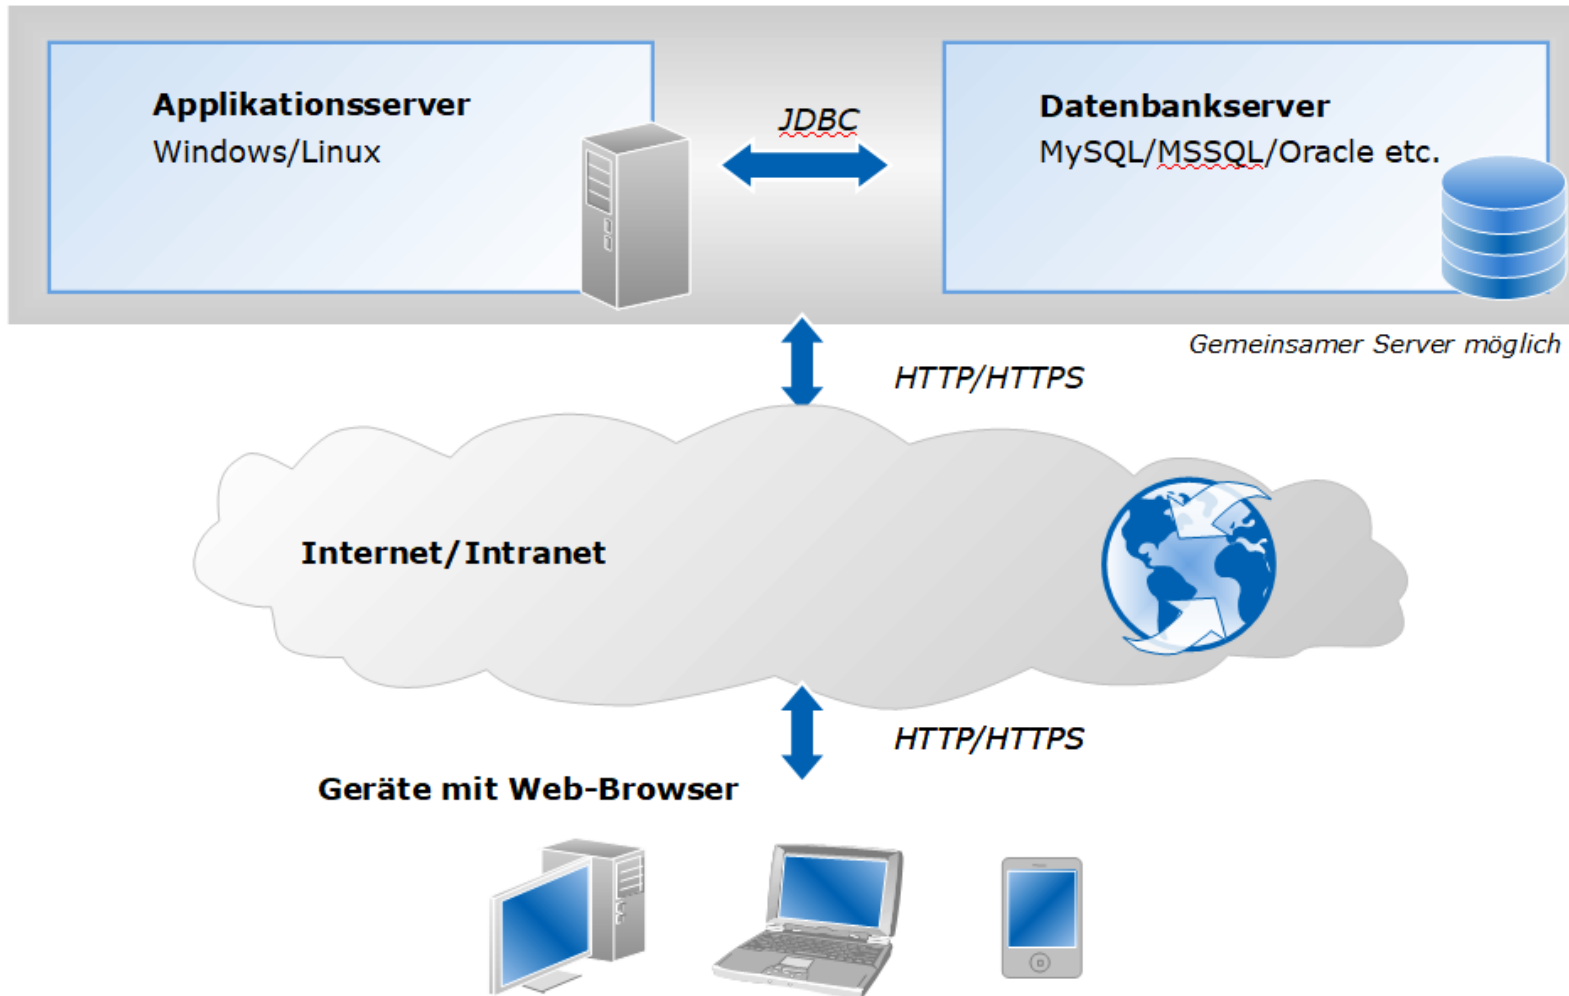 Applikationsserver
Windows/Linux
JDBC
Datenbankserver
MySQL/MSSQL/Oracle etc.
Gemeinsamer Server möglich
HTTP/HTTPS
Internet/Intranet
HTTP/HTTPS
Geräte mit Web-Browser